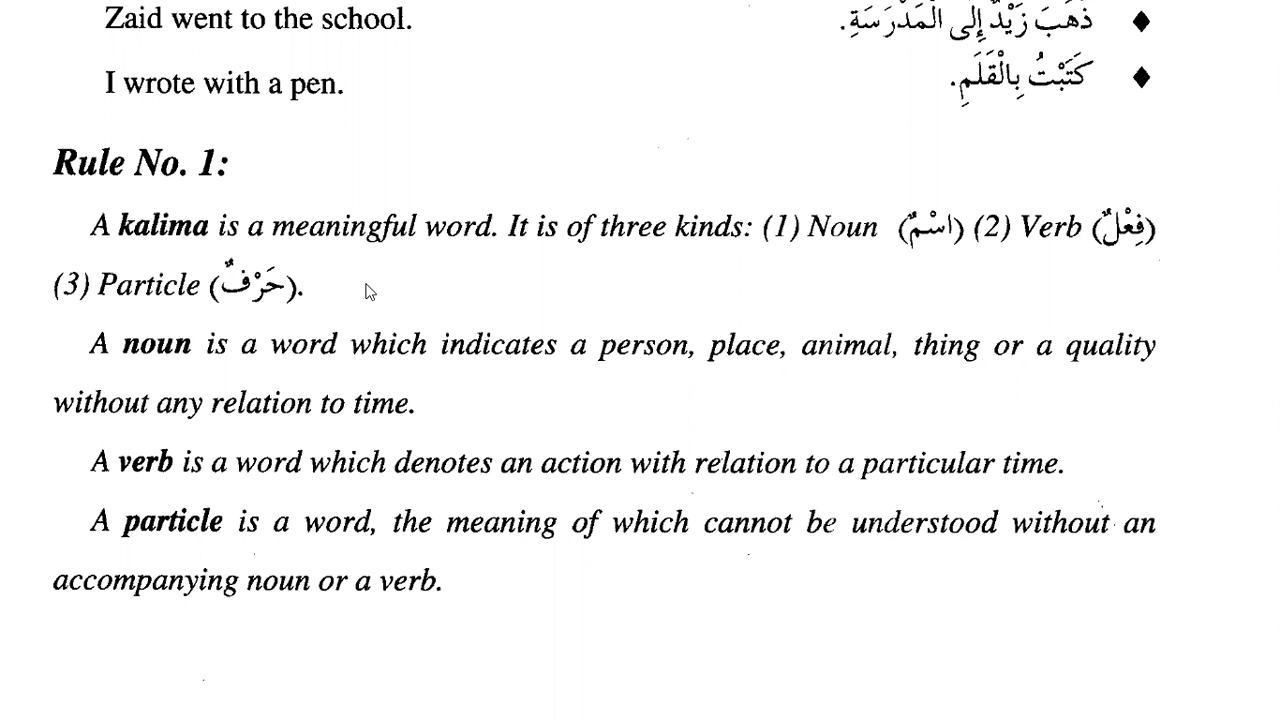 Zaid went to the school. ذَهَبَ زَيْدٌ إِلَى الْمَدْرَسَةِ. ♦
I wrote with a pen. كَتَبْتُ بِالْقَلَمِ. ♦
Rule No. 1:
A kalima is a meaningful word. It is of three kinds: (1) Noun (اسْمٌ) (2) Verb (فِعْلٌ)
(3) Particle (حَرْفٌ).
A noun is a word which indicates a person, place, animal, thing or a quality
without any relation to time.
A verb is a word which denotes an action with relation to a particular time.
A particle is a word, the meaning of which cannot be understood without an
accompanying noun or a verb.